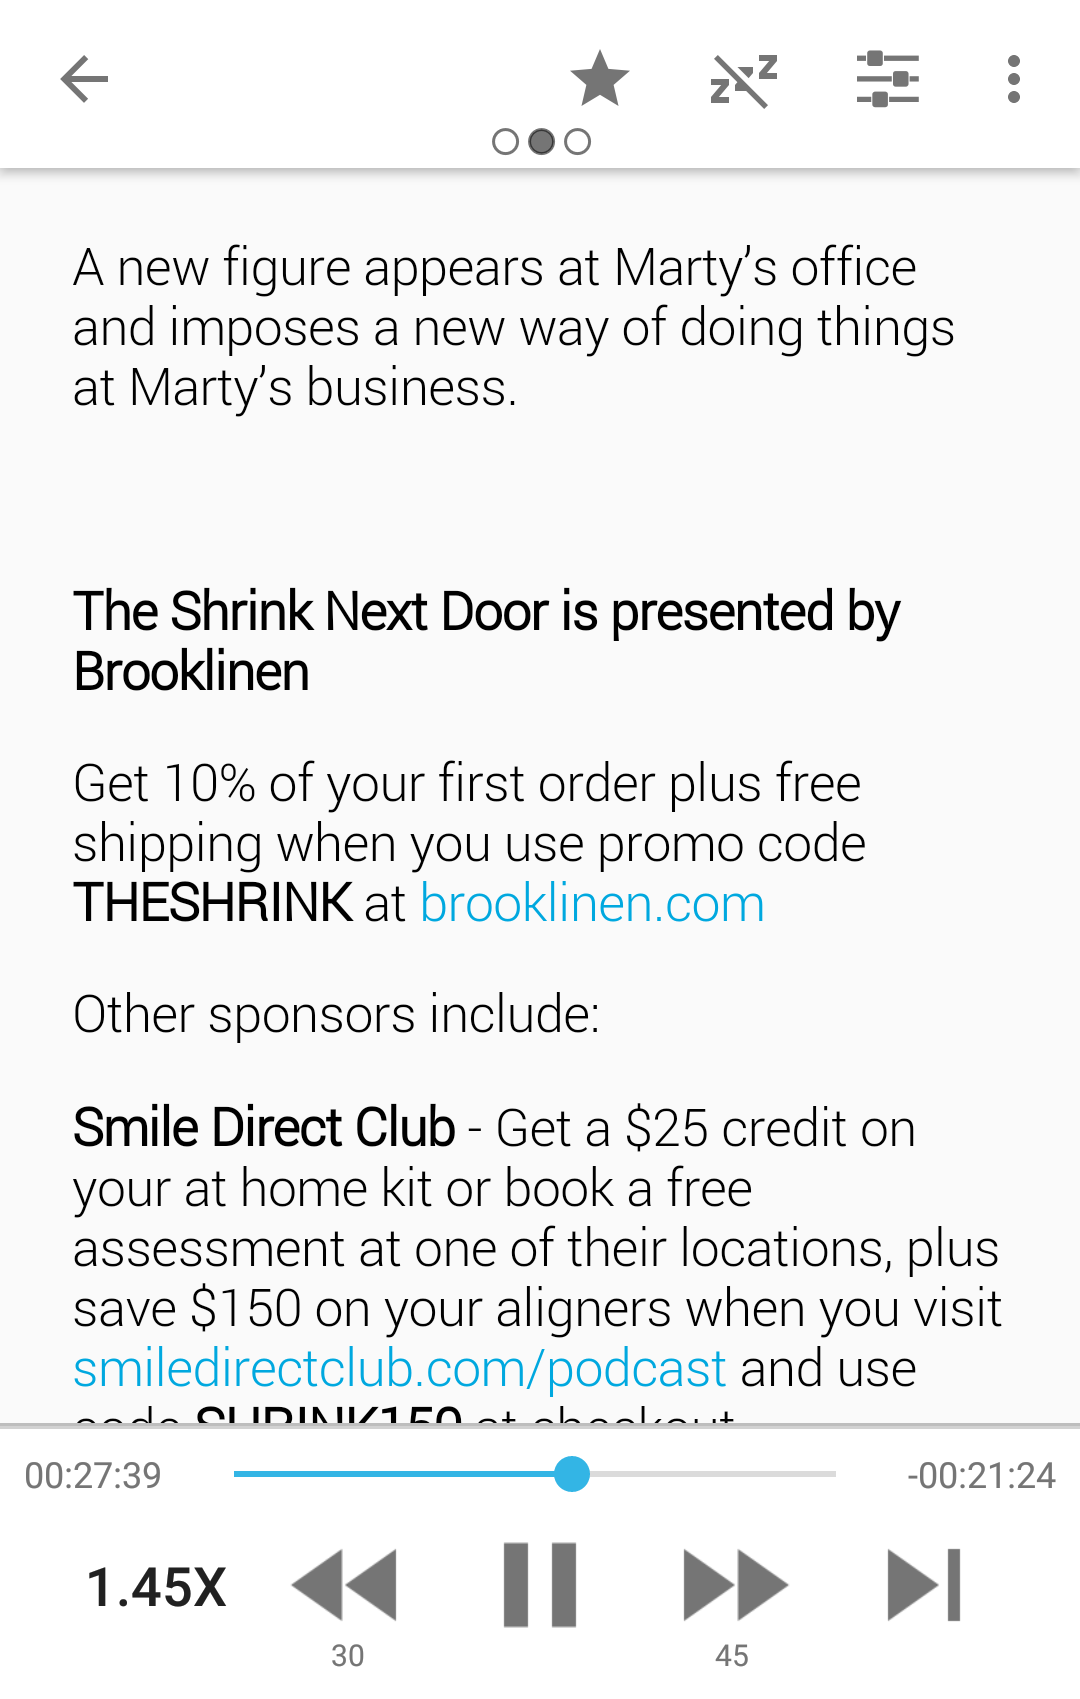 A new figure appears at Marty’s office
and imposes a new way of doing things
at Marty’s business.
The Shrink Next Door is presented by
Brooklinen
Get 10% of your first order plus free
shipping when you use promo code
THESHRINK at brooklinen.com
Other sponsors include:
Smile Direct Club - Get a $25 credit on
your at home kit or book a free
assessment at one of their locations, plus
save $150 on your aligners when you visit
smiledirectclub.com/podcast and use
code SHRINK150 at checkout
00:27:39
-00:21:24
1.45X
30
45